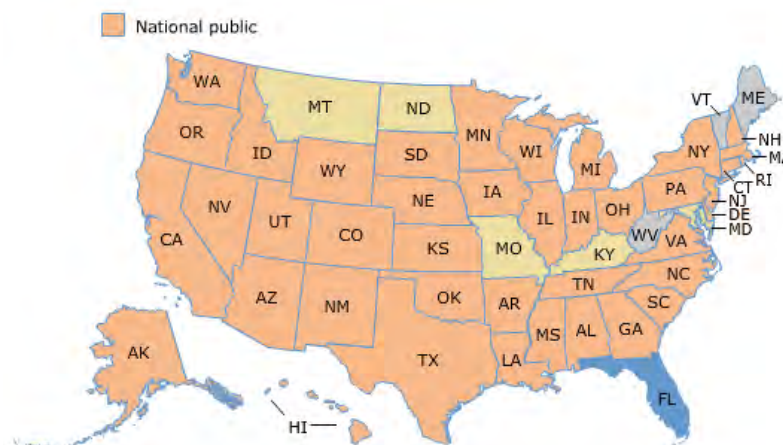 National public
WA
MT
ND
VT
ME
OR
MN
ID
SD
WI
MI
NY
NH
MA
WY
RI
CT
IA
NE
PA
NJ
NV
IL
IN
OH
DE
UT
MD
CO
WV
CA
KS
MO
KY
VA
NC
TN
AZ
NM
OK
AR
SC
MS
AL
GA
AK
TX
LA
FL
HI